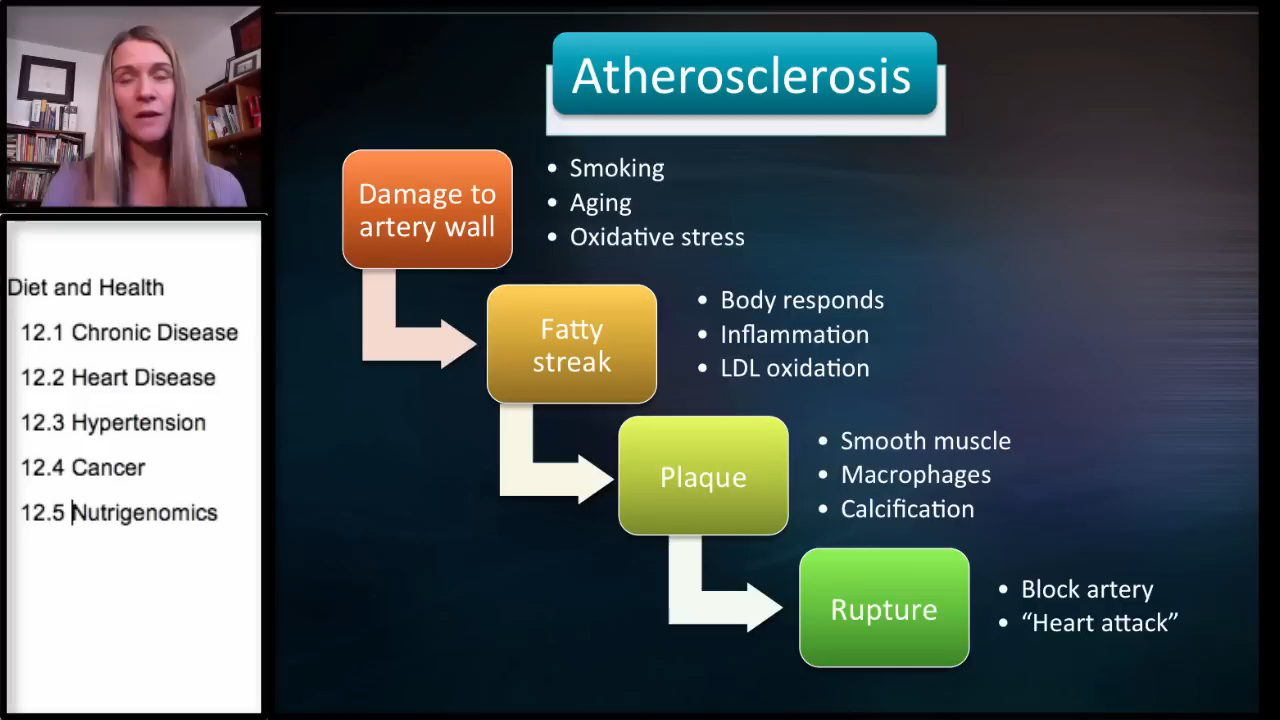 Atherosclerosis
Damage to
artery wall
• Smoking
• Aging
• Oxidative stress
Fatty
streak
• Body responds
• Inflammation
• LDL oxidation
Plaque
• Smooth muscle
• Macrophages
• Calcification
Rupture
• Block artery
• “Heart attack”
Diet and Health
12.1 Chronic Disease
12.2 Heart Disease
12.3 Hypertension
12.4 Cancer
12.5 Nutrigenomics